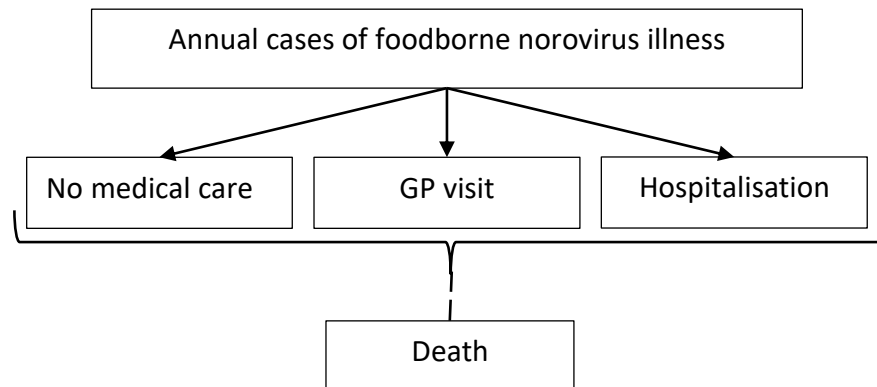 Annual cases of foodborne norovirus illness
No medical care
GP visit
Hospitalisation
Death